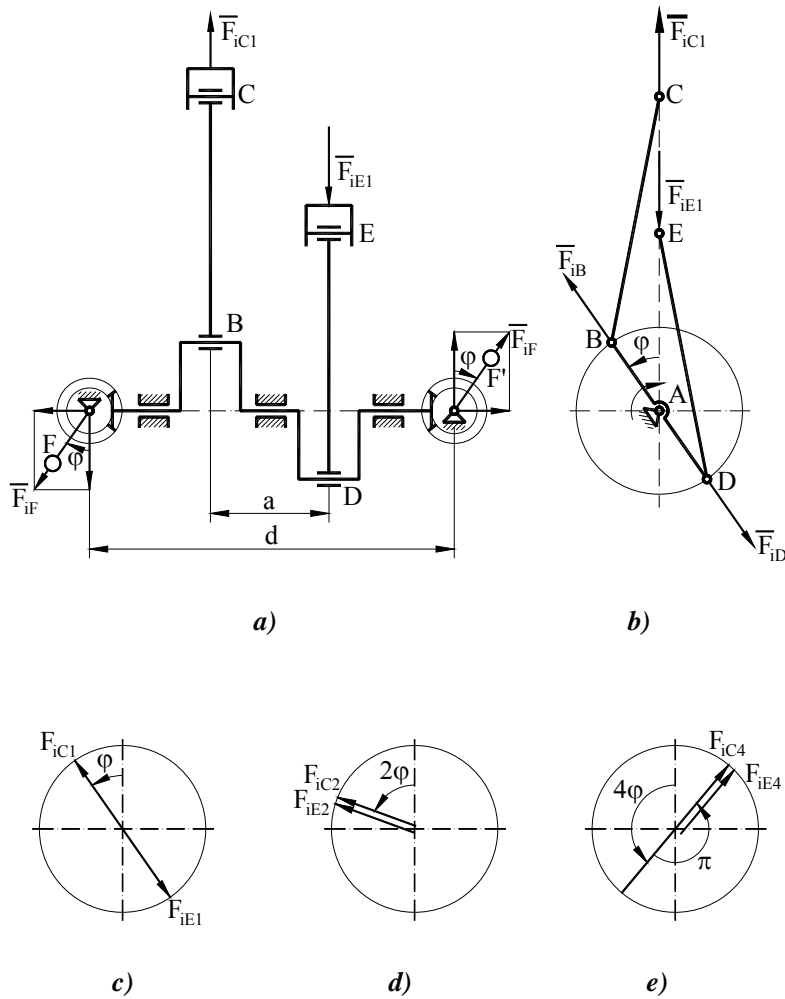 F̅iC1
C
F̅iE1
E
B
φ
F̅iF
F'
F
φ
F̅iF
D
a
d
a)
F̅iC1
C
F̅iE1
E
F̅iB
B
φ
A
D
F̅iD
b)
FiC1
φ
FiE1
c)
FiC2
FiE2
2φ
d)
FiC4
FiE4
4φ
π
e)